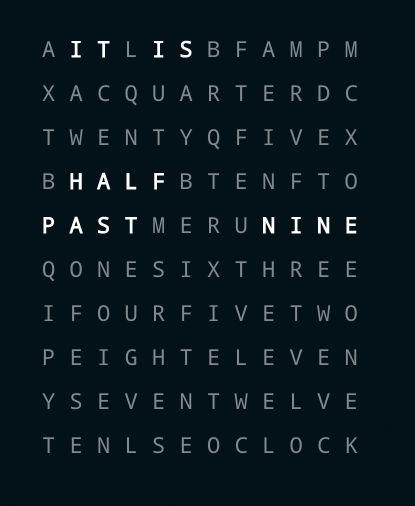 A I T L I S B F A M P M
X A C Q U A R T E R D C
T W E N T Y Q F I V E X
B H A L F B T E N F T O
P A S T M E R U N I N E
Q O N E S I X T H R E E
I F O U R F I V E T W O
P E I G H T E L E V E N
Y S E V E N T W E L V E
T E N L S E O C L O C K